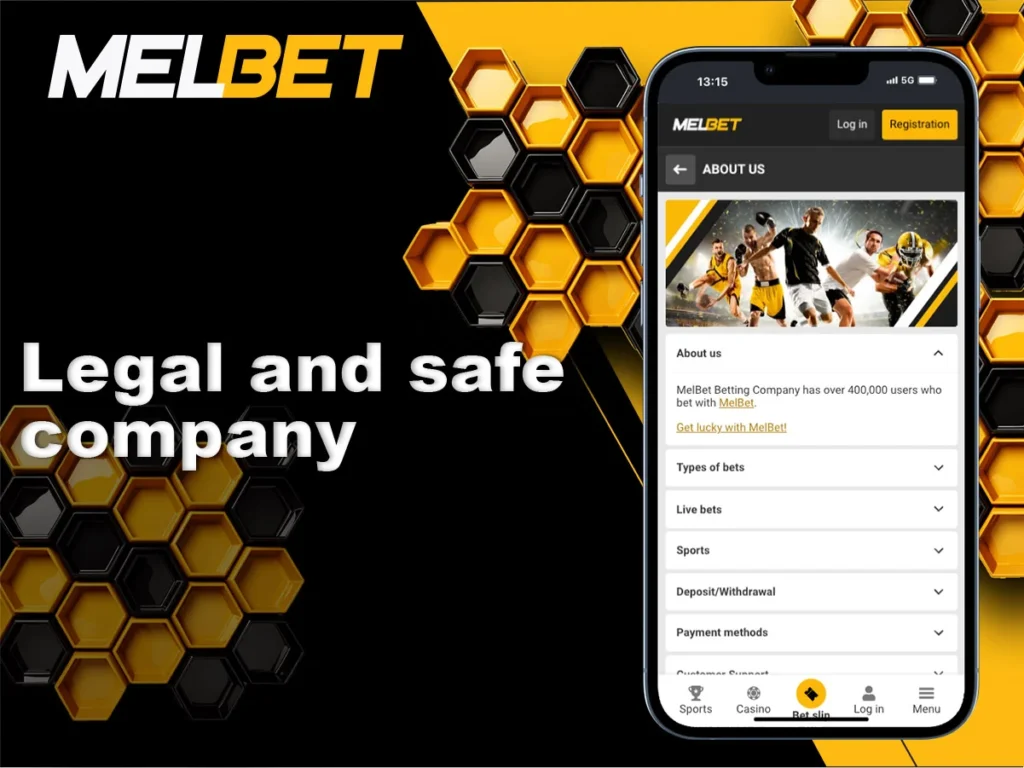 MELBET
Legal and safe
company
13:15
5G
MELBET
Log in
Registration
ABOUT US
About us
MelBet Betting Company has over 400,000 users who
bet with MelBet.
Get lucky with MelBet!
Types of bets
Live bets
Sports
Deposit/Withdrawal
Payment methods
Customer Support
Sports
Casino
Bet slip
Log in
Menu